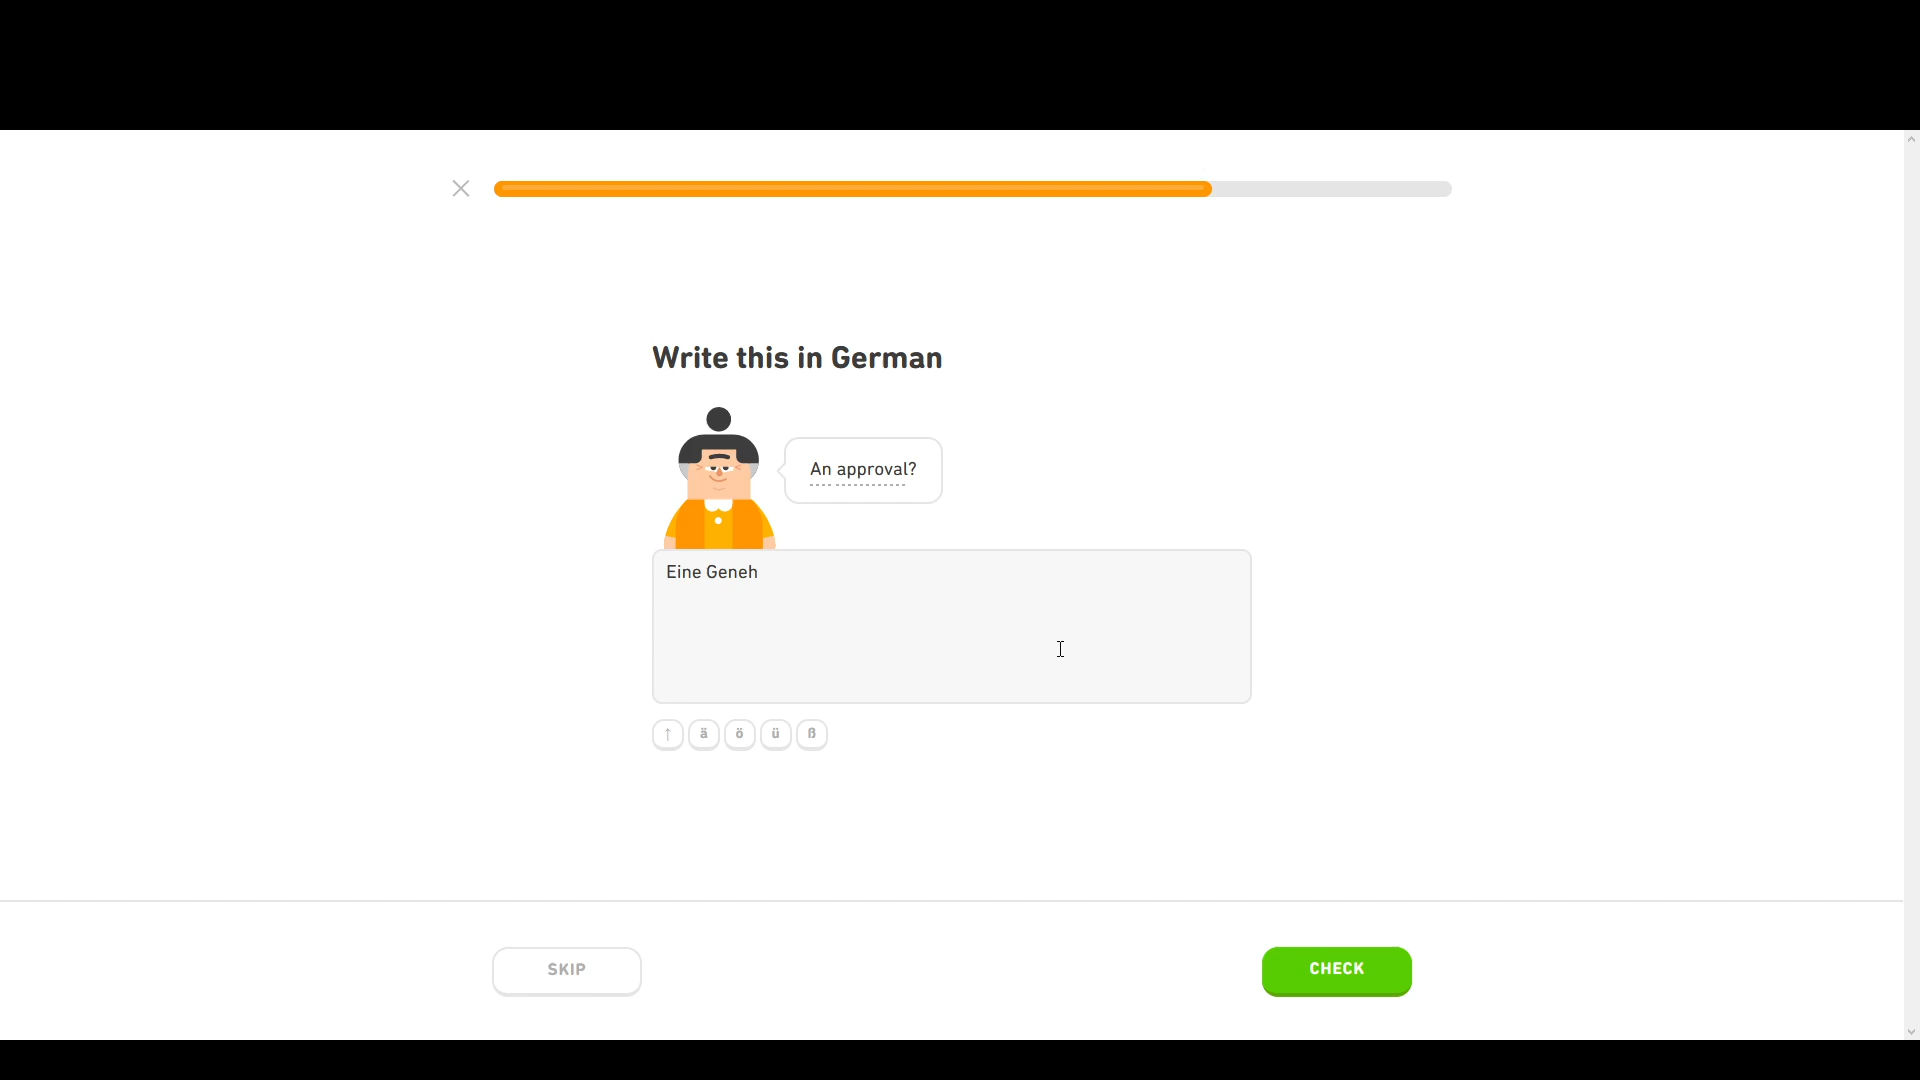 Write this in German
An approval?
Eine Geneh
↑ ä ö ü ß
SKIP
CHECK